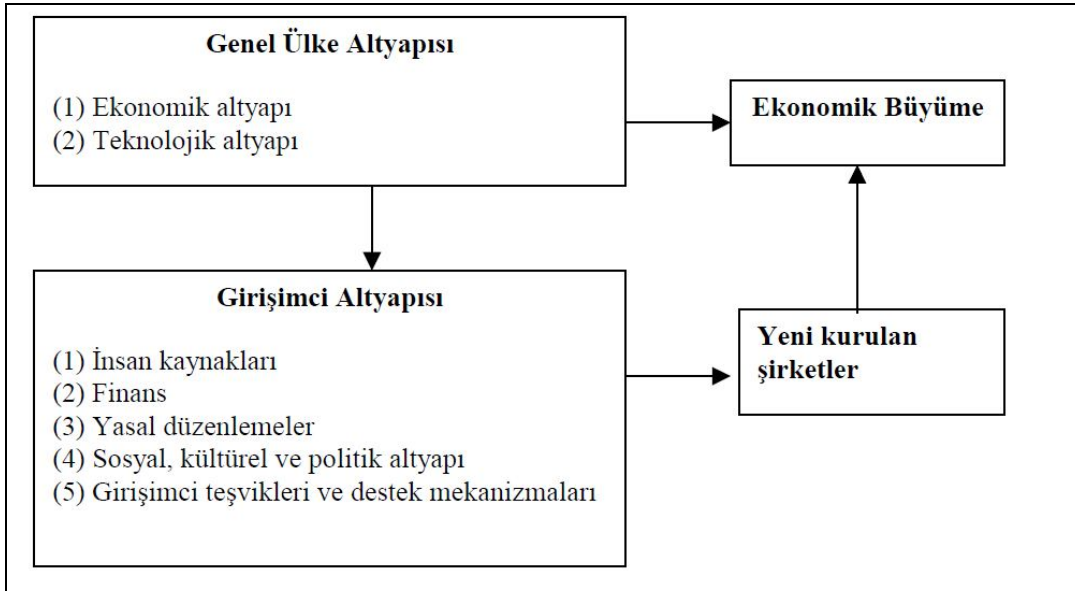 Genel Ülke Altyapısı
(1) Ekonomik altyapı
(2) Teknolojik altyapı
Ekonomik Büyüme
Girişimci Altyapısı
(1) İnsan kaynakları
(2) Finans
(3) Yasal düzenlemeler
(4) Sosyal, kültürel ve politik altyapı
(5) Girişimci teşvikleri ve destek mekanizmaları
Yeni kurulan
şirketler